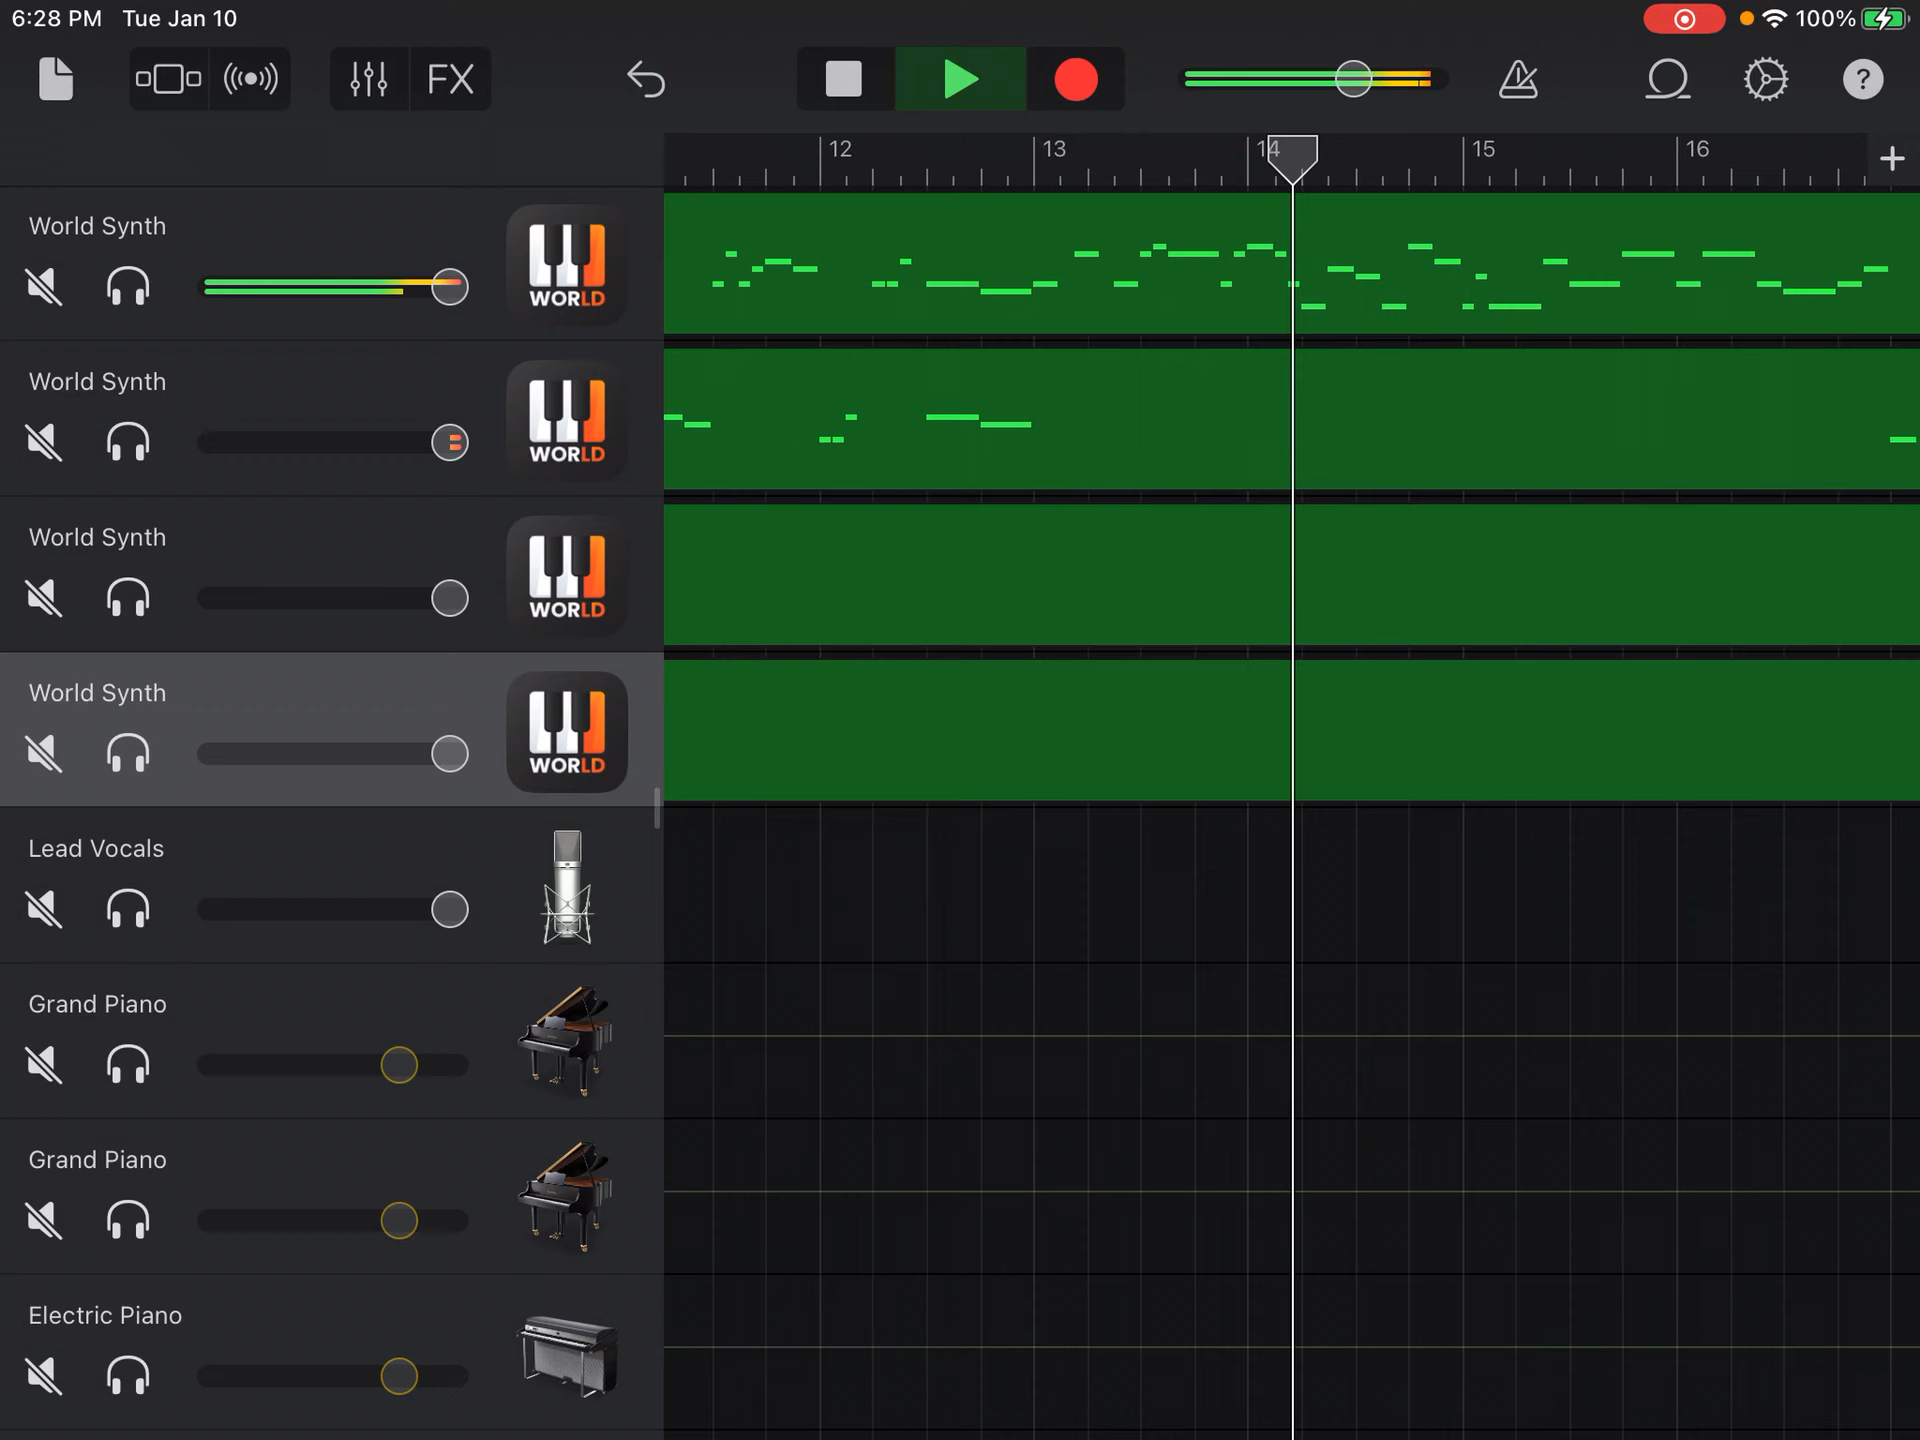 6:28 PM Tue Jan 10
100%
FX
?
12 13 14 15 16
World Synth
WORLD
World Synth
WORLD
World Synth
WORLD
World Synth
WORLD
Lead Vocals
Grand Piano
Grand Piano
Electric Piano